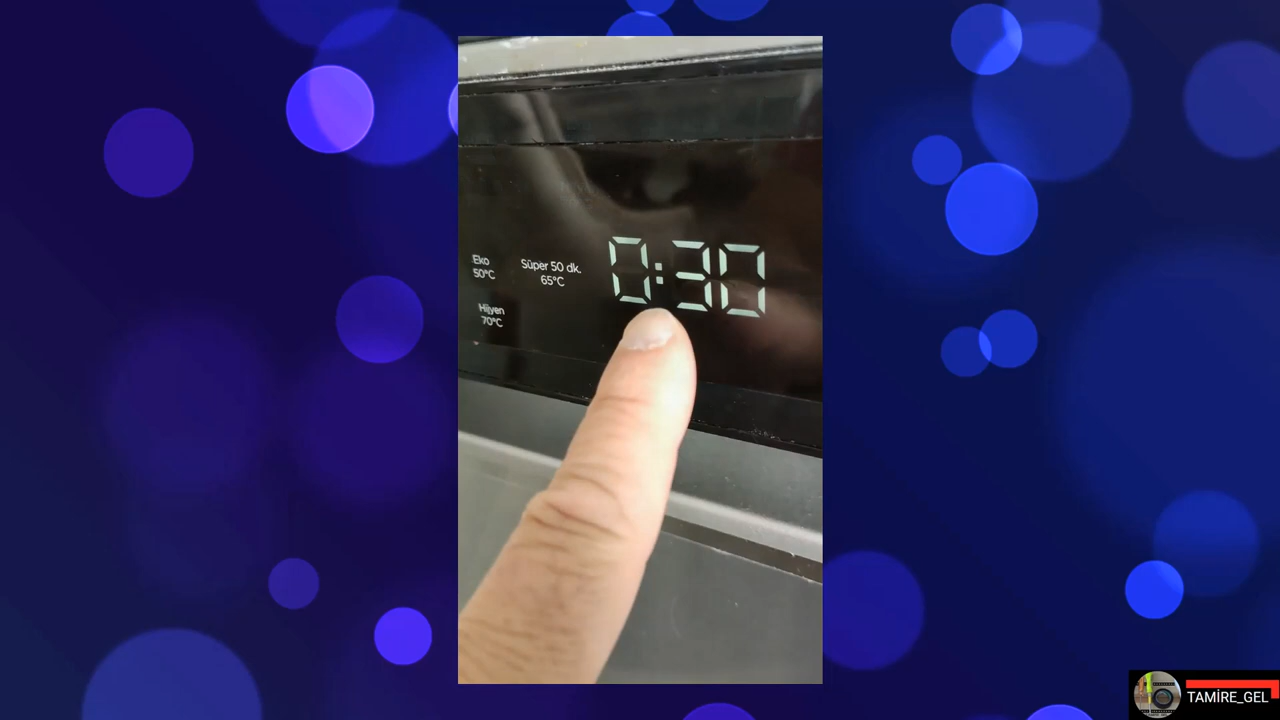 Eko
50°C
Süper 50 dk.
65°C
0:30
Hijyen
70°C
TAMİRE_GEL